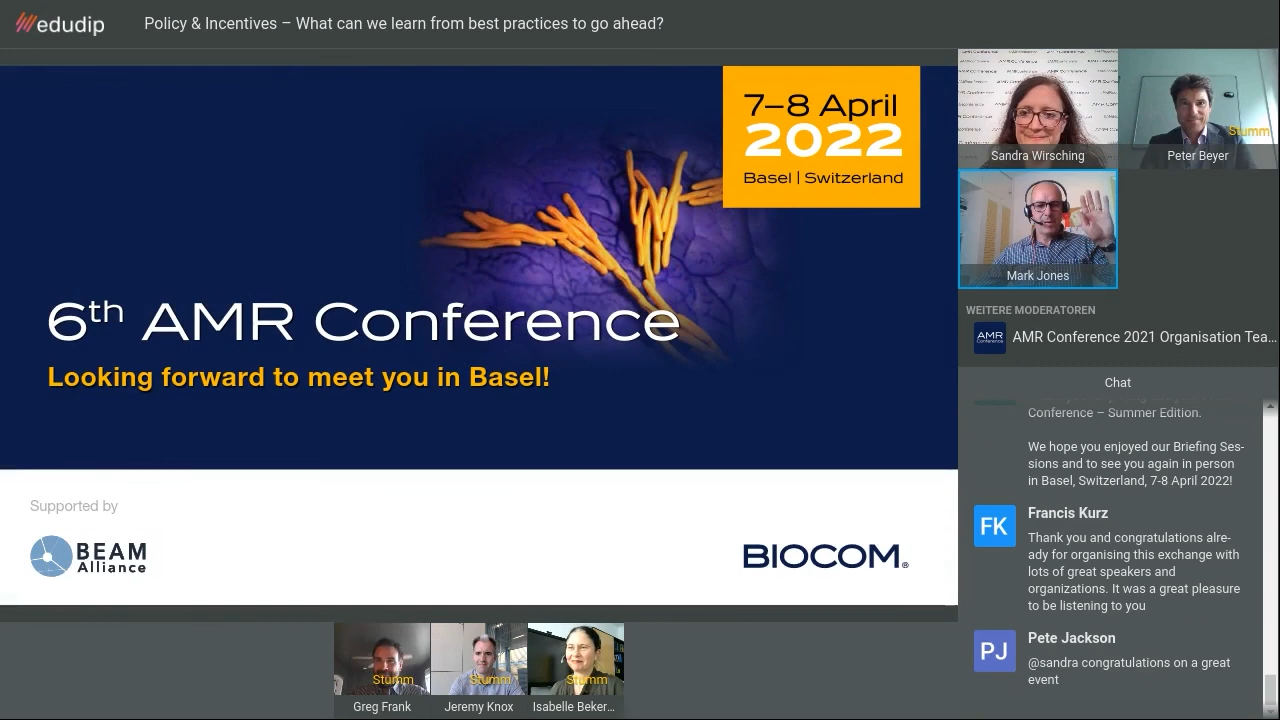 edudip
Policy & Incentives – What can we learn from best practices to go ahead?
7–8 April
2022
Basel | Switzerland
6th AMR Conference
Looking forward to meet you in Basel!
Supported by
BEAM
Alliance
BIOCOM®
Sandra Wirsching
Stumm
Peter Beyer
Mark Jones
WEITERE MODERATOREN
AMR
Conference
AMR Conference 2021 Organisation Tea...
Chat
Conference – Summer Edition.
We hope you enjoyed our Briefing Ses-
sions and to see you again in person
in Basel, Switzerland, 7-8 April 2022!
FK
Francis Kurz
Thank you and congratulations alre-
ady for organising this exchange with
lots of great speakers and
organizations. It was a great pleasure
to be listening to you
PJ
Pete Jackson
@sandra congratulations on a great
event
Stumm
Greg Frank
Stumm
Jeremy Knox
Stumm
Isabelle Beker...